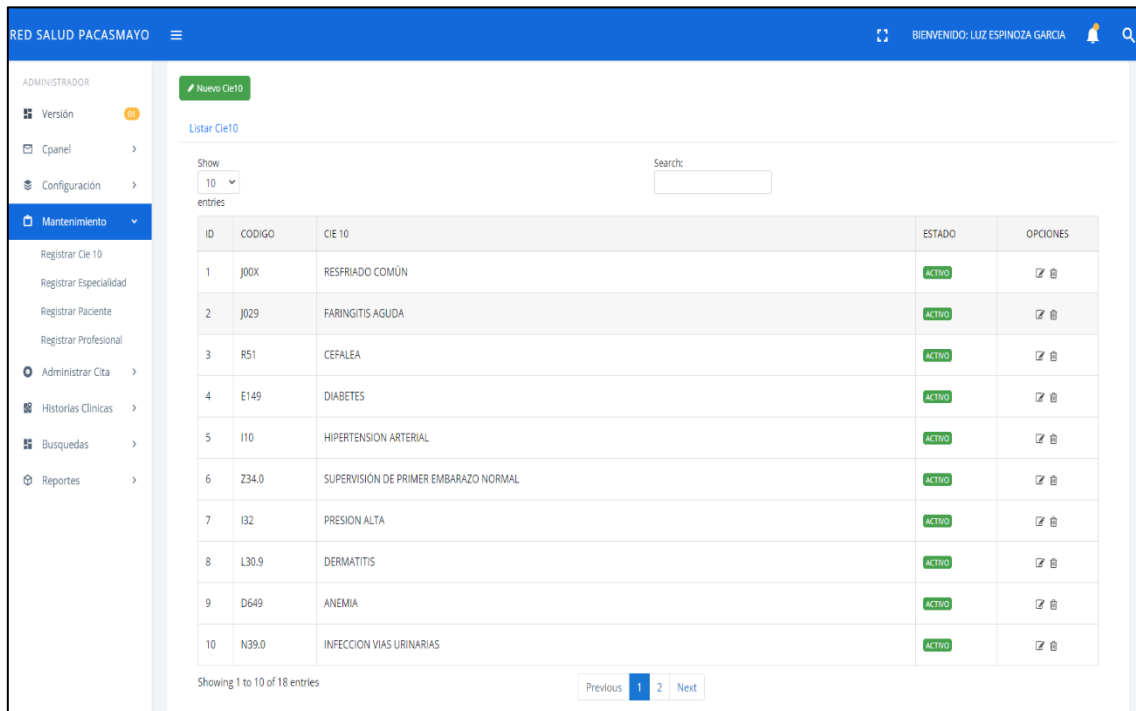 RED SALUD PACASMAYO
BIENVENIDO: LUZ ESPINOZA GARCIA
ADMINISTRADOR
Versión 01
Cpanel
Configuración
Mantenimiento
Registrar Cie 10
Registrar Especialidad
Registrar Paciente
Registrar Profesional
Administrar Cita
Historias Clinicas
Busquedas
Reportes
Nuevo Cie10
Listar Cie10
Show
10
entries
Search:
ID CODIGO CIE 10 ESTADO OPCIONES
1 J00X RESFRIADO COMÚN ACTIVO
2 J029 FARINGITIS AGUDA ACTIVO
3 R51 CEFALEA ACTIVO
4 E149 DIABETES ACTIVO
5 I10 HIPERTENSION ARTERIAL ACTIVO
6 Z34.0 SUPERVISIÓN DE PRIMER EMBARAZO NORMAL ACTIVO
7 I32 PRESION ALTA ACTIVO
8 L30.9 DERMATITIS ACTIVO
9 D649 ANEMIA ACTIVO
10 N39.0 INFECCION VIAS URINARIAS ACTIVO
Showing 1 to 10 of 18 entries
Previous 1 2 Next